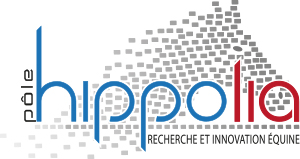 pôle
hippolia
RECHERCHE ET INNOVATION ÉQUINE